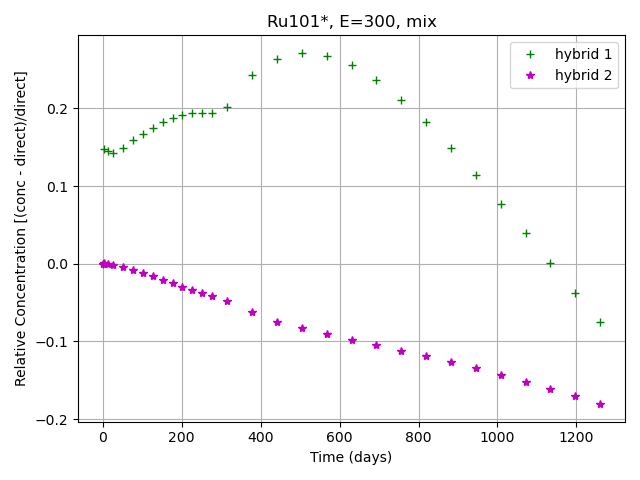 Ru101*, E=300, mix
hybrid 1
hybrid 2
Relative Concentration [(conc - direct)/direct]
0.2
0.1
0.0
−0.1
−0.2
0 200 400 600 800 1000 1200
Time (days)